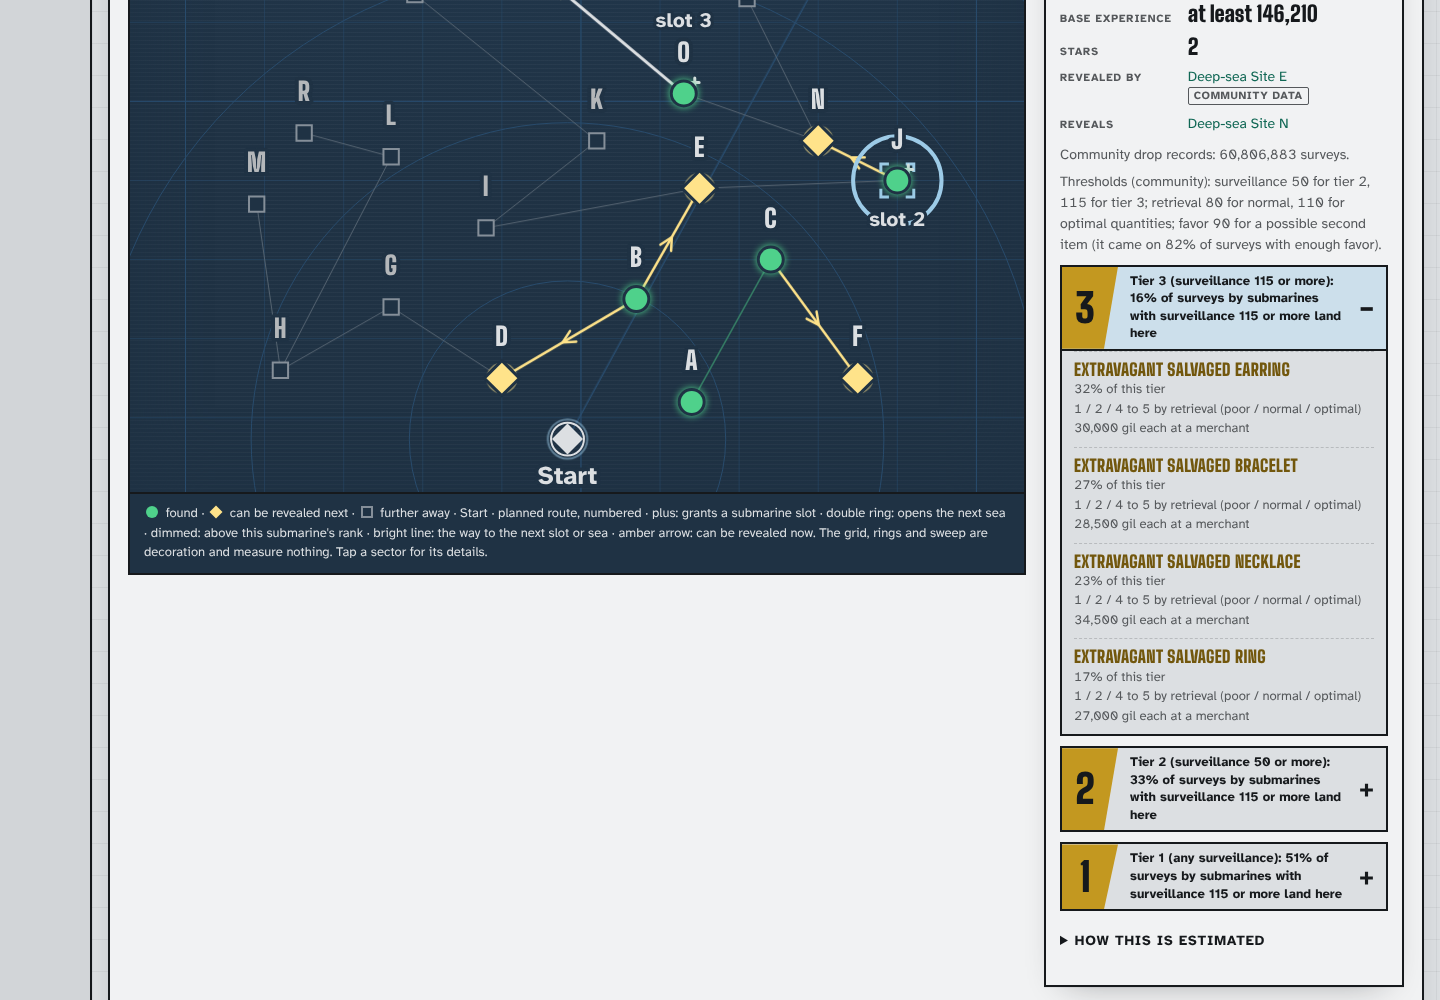 slot 3
O
R
L
K
N
J
M
E
I
slot 2
C
B
G
H
D
F
A
Start
found · can be revealed next · further away · Start · planned route, numbered · plus: grants a submarine slot · double ring: opens the next sea
· dimmed: above this submarine's rank · bright line: the way to the next slot or sea · amber arrow: can be revealed now. The grid, rings and sweep are
decoration and measure nothing. Tap a sector for its details.
BASE EXPERIENCE at least 146,210
STARS 2
REVEALED BY Deep-sea Site E
COMMUNITY DATA
REVEALS Deep-sea Site N
Community drop records: 60,806,883 surveys.
Thresholds (community): surveillance 50 for tier 2,
115 for tier 3; retrieval 80 for normal, 110 for
optimal quantities; favor 90 for a possible second
item (it came on 82% of surveys with enough favor).
3
Tier 3 (surveillance 115 or more):
16% of surveys by submarines
with surveillance 115 or more land
here
−
EXTRAVAGANT SALVAGED EARRING
32% of this tier
1 / 2 / 4 to 5 by retrieval (poor / normal / optimal)
30,000 gil each at a merchant
EXTRAVAGANT SALVAGED BRACELET
27% of this tier
1 / 2 / 4 to 5 by retrieval (poor / normal / optimal)
28,500 gil each at a merchant
EXTRAVAGANT SALVAGED NECKLACE
23% of this tier
1 / 2 / 4 to 5 by retrieval (poor / normal / optimal)
34,500 gil each at a merchant
EXTRAVAGANT SALVAGED RING
17% of this tier
1 / 2 / 4 to 5 by retrieval (poor / normal / optimal)
27,000 gil each at a merchant
2
Tier 2 (surveillance 50 or more):
33% of surveys by submarines
with surveillance 115 or more land
here
+
1
Tier 1 (any surveillance): 51% of
surveys by submarines with
surveillance 115 or more land here
+
HOW THIS IS ESTIMATED